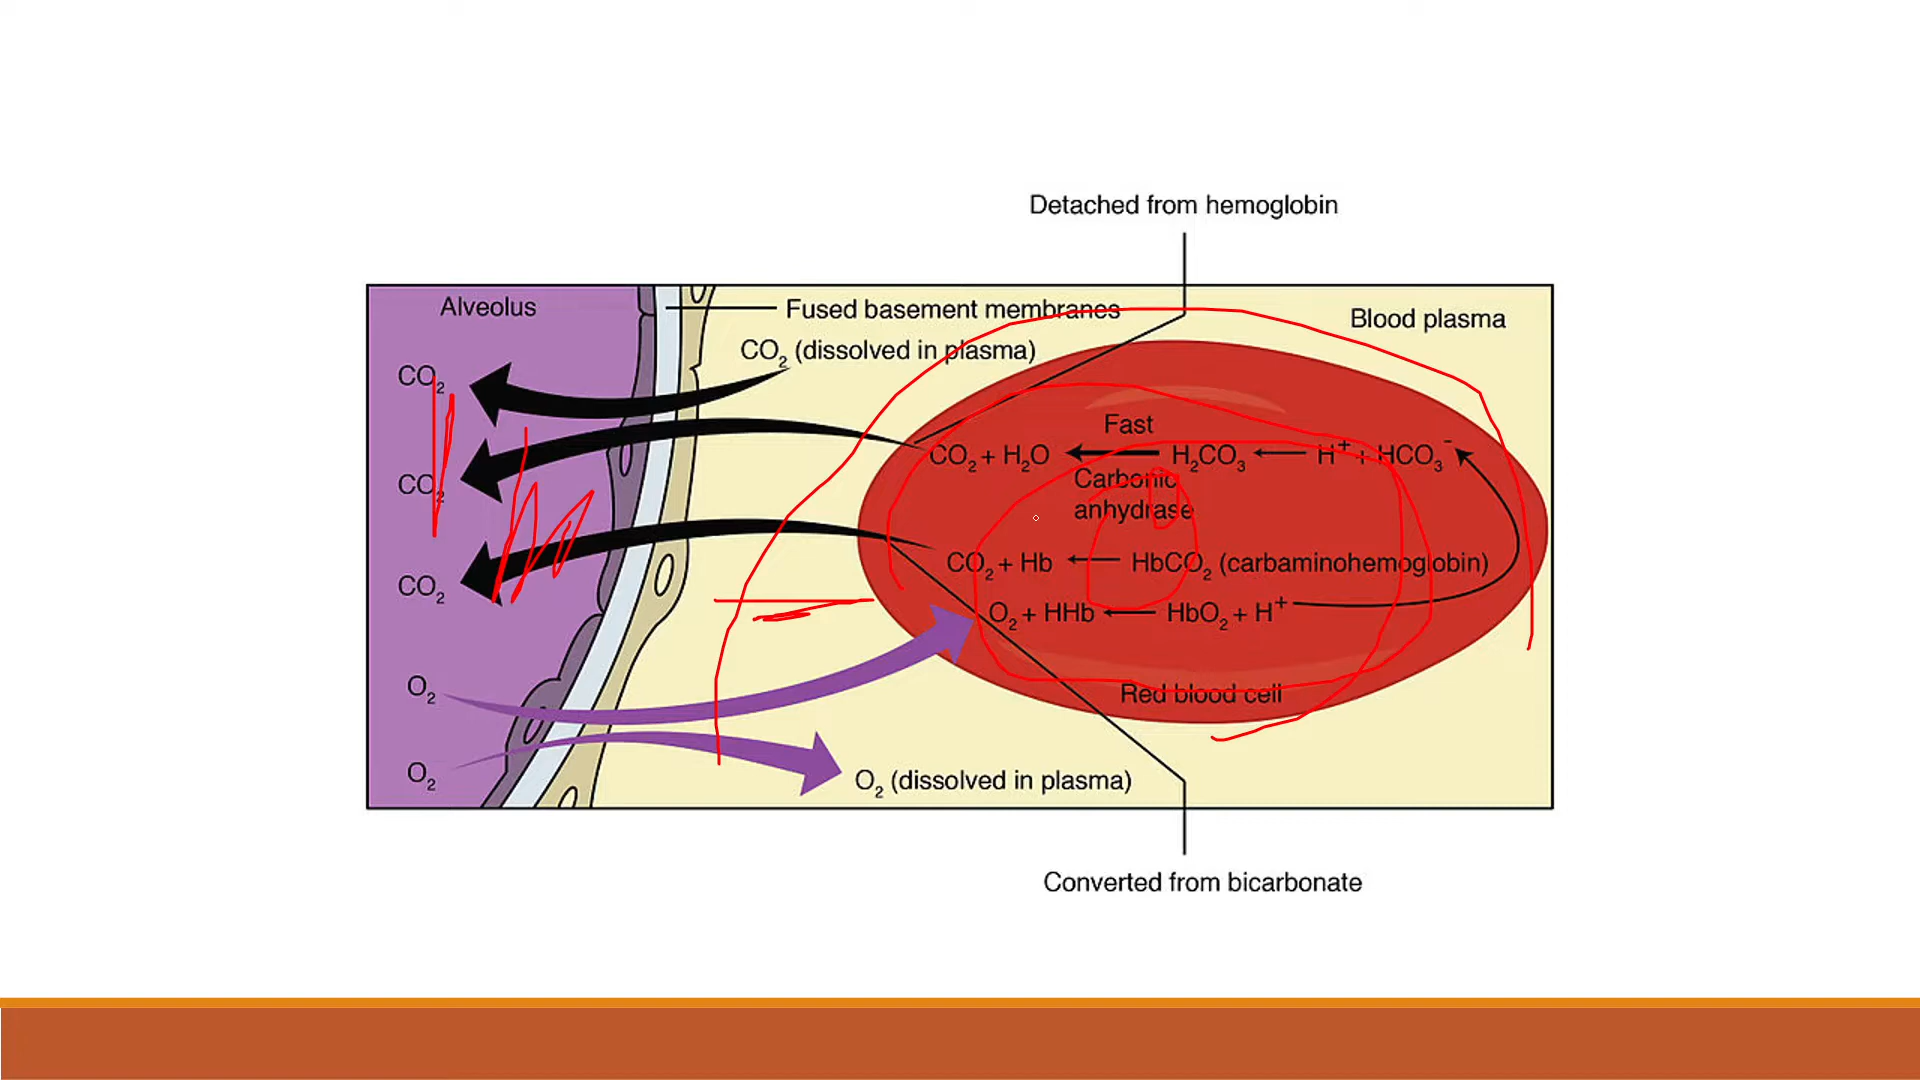 Detached from hemoglobin
Alveolus
Fused basement membranes
Blood plasma
CO2 (dissolved in plasma)
CO2
Fast
CO2 + H2O ← H2CO3 ← H+ + HCO3-
Carbonic
anhydrase
CO2
CO2 + Hb ← HbCO2 (carbaminohemoglobin)
CO2
O2 + HHb ← HbO2 + H+
O2
Red blood cell
O2
O2 (dissolved in plasma)
Converted from bicarbonate